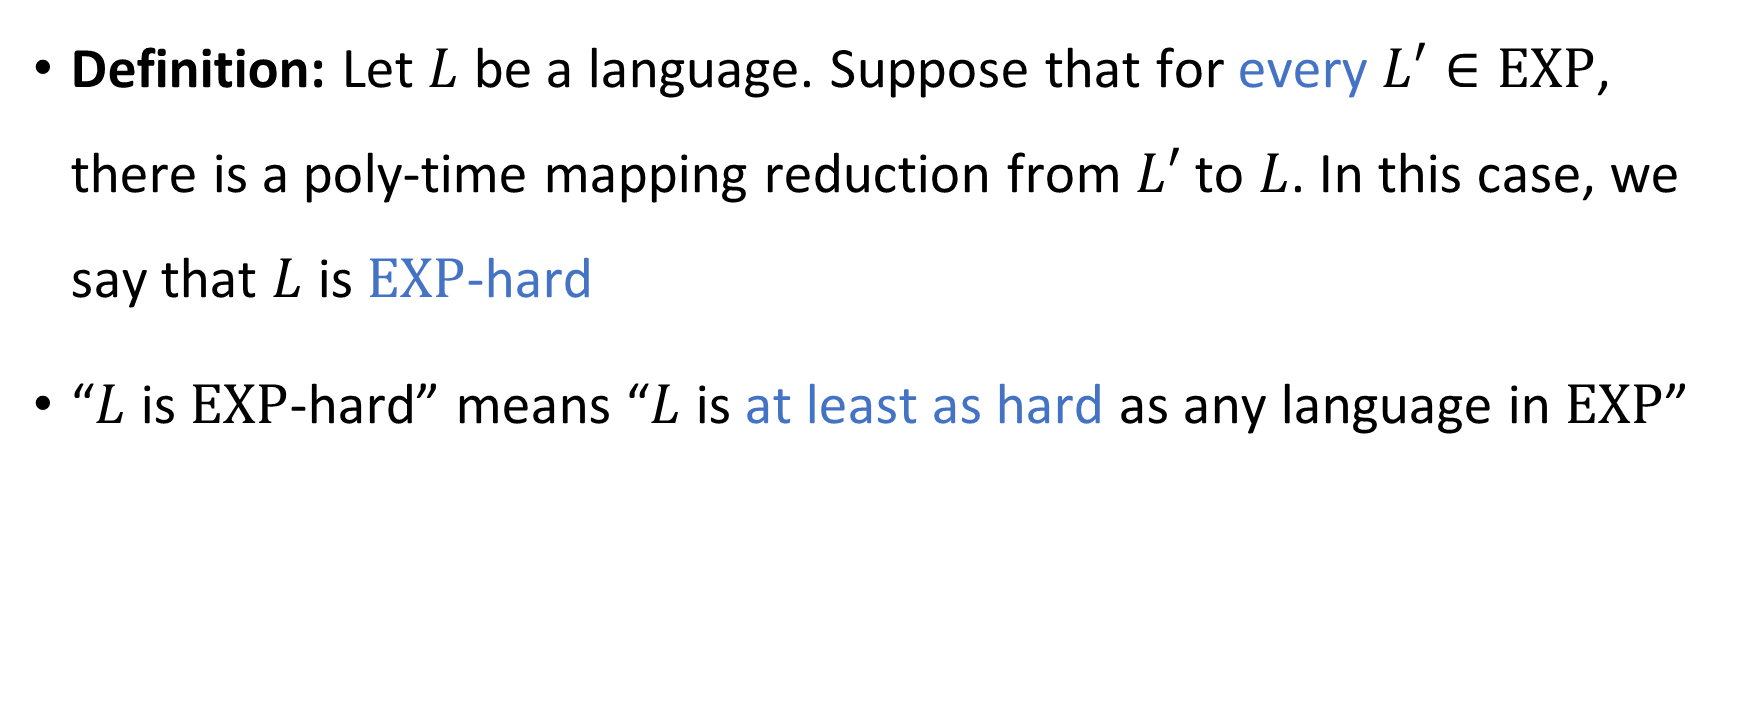 • Definition: Let L be a language. Suppose that for every L′ ∈ EXP,
there is a poly-time mapping reduction from L′ to L. In this case, we
say that L is EXP-hard
• “L is EXP-hard” means “L is at least as hard as any language in EXP”